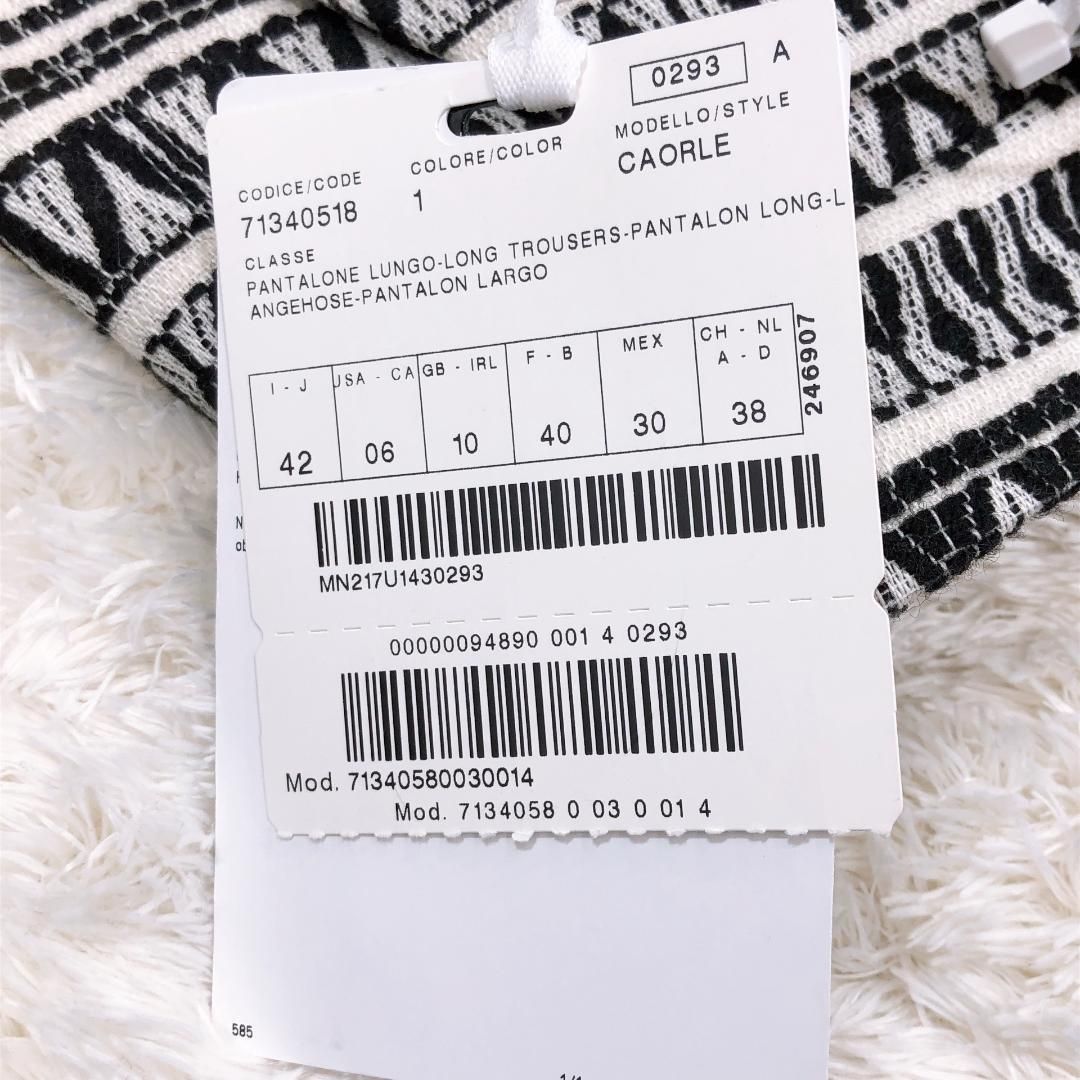 0293 A
MODELLO/STYLE
CAORLE
COLORE/COLOR
1
CODICE/CODE
71340518
CLASSE
PANTALONE LUNGO-LONG TROUSERS-PANTALON LONG-L
ANGEHOSE-PANTALON LARGO
I - J
42
USA - CA
06
GB - IRL
10
F - B
40
MEX
30
CH - NL
A - D
38
246907
MN217U1430293
00000094890 001 4 0293
Mod. 71340580030014
Mod. 7134058 0 03 0 01 4
585